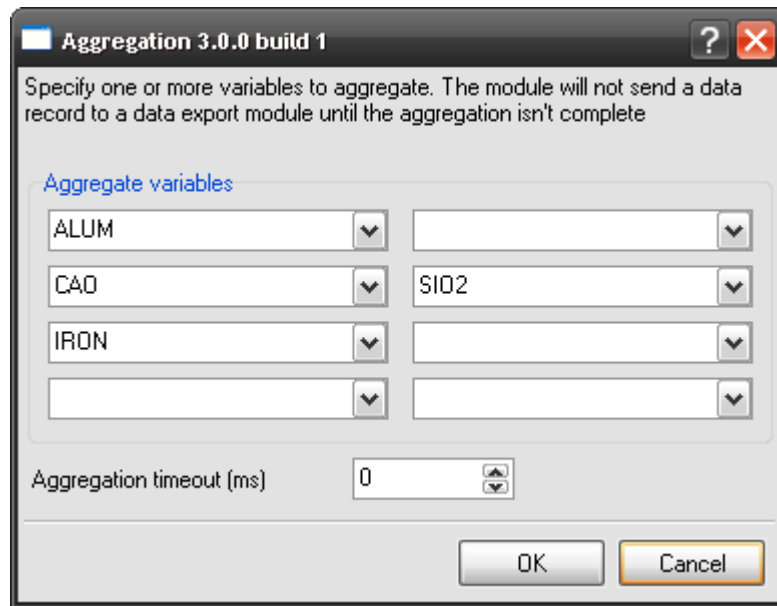 Aggregation 3.0.0 build 1
Specify one or more variables to aggregate. The module will not send a data
record to a data export module until the aggregation isn't complete
Aggregate variables
ALUM
CAO SIO2
IRON
Aggregation timeout (ms) 0
OK Cancel